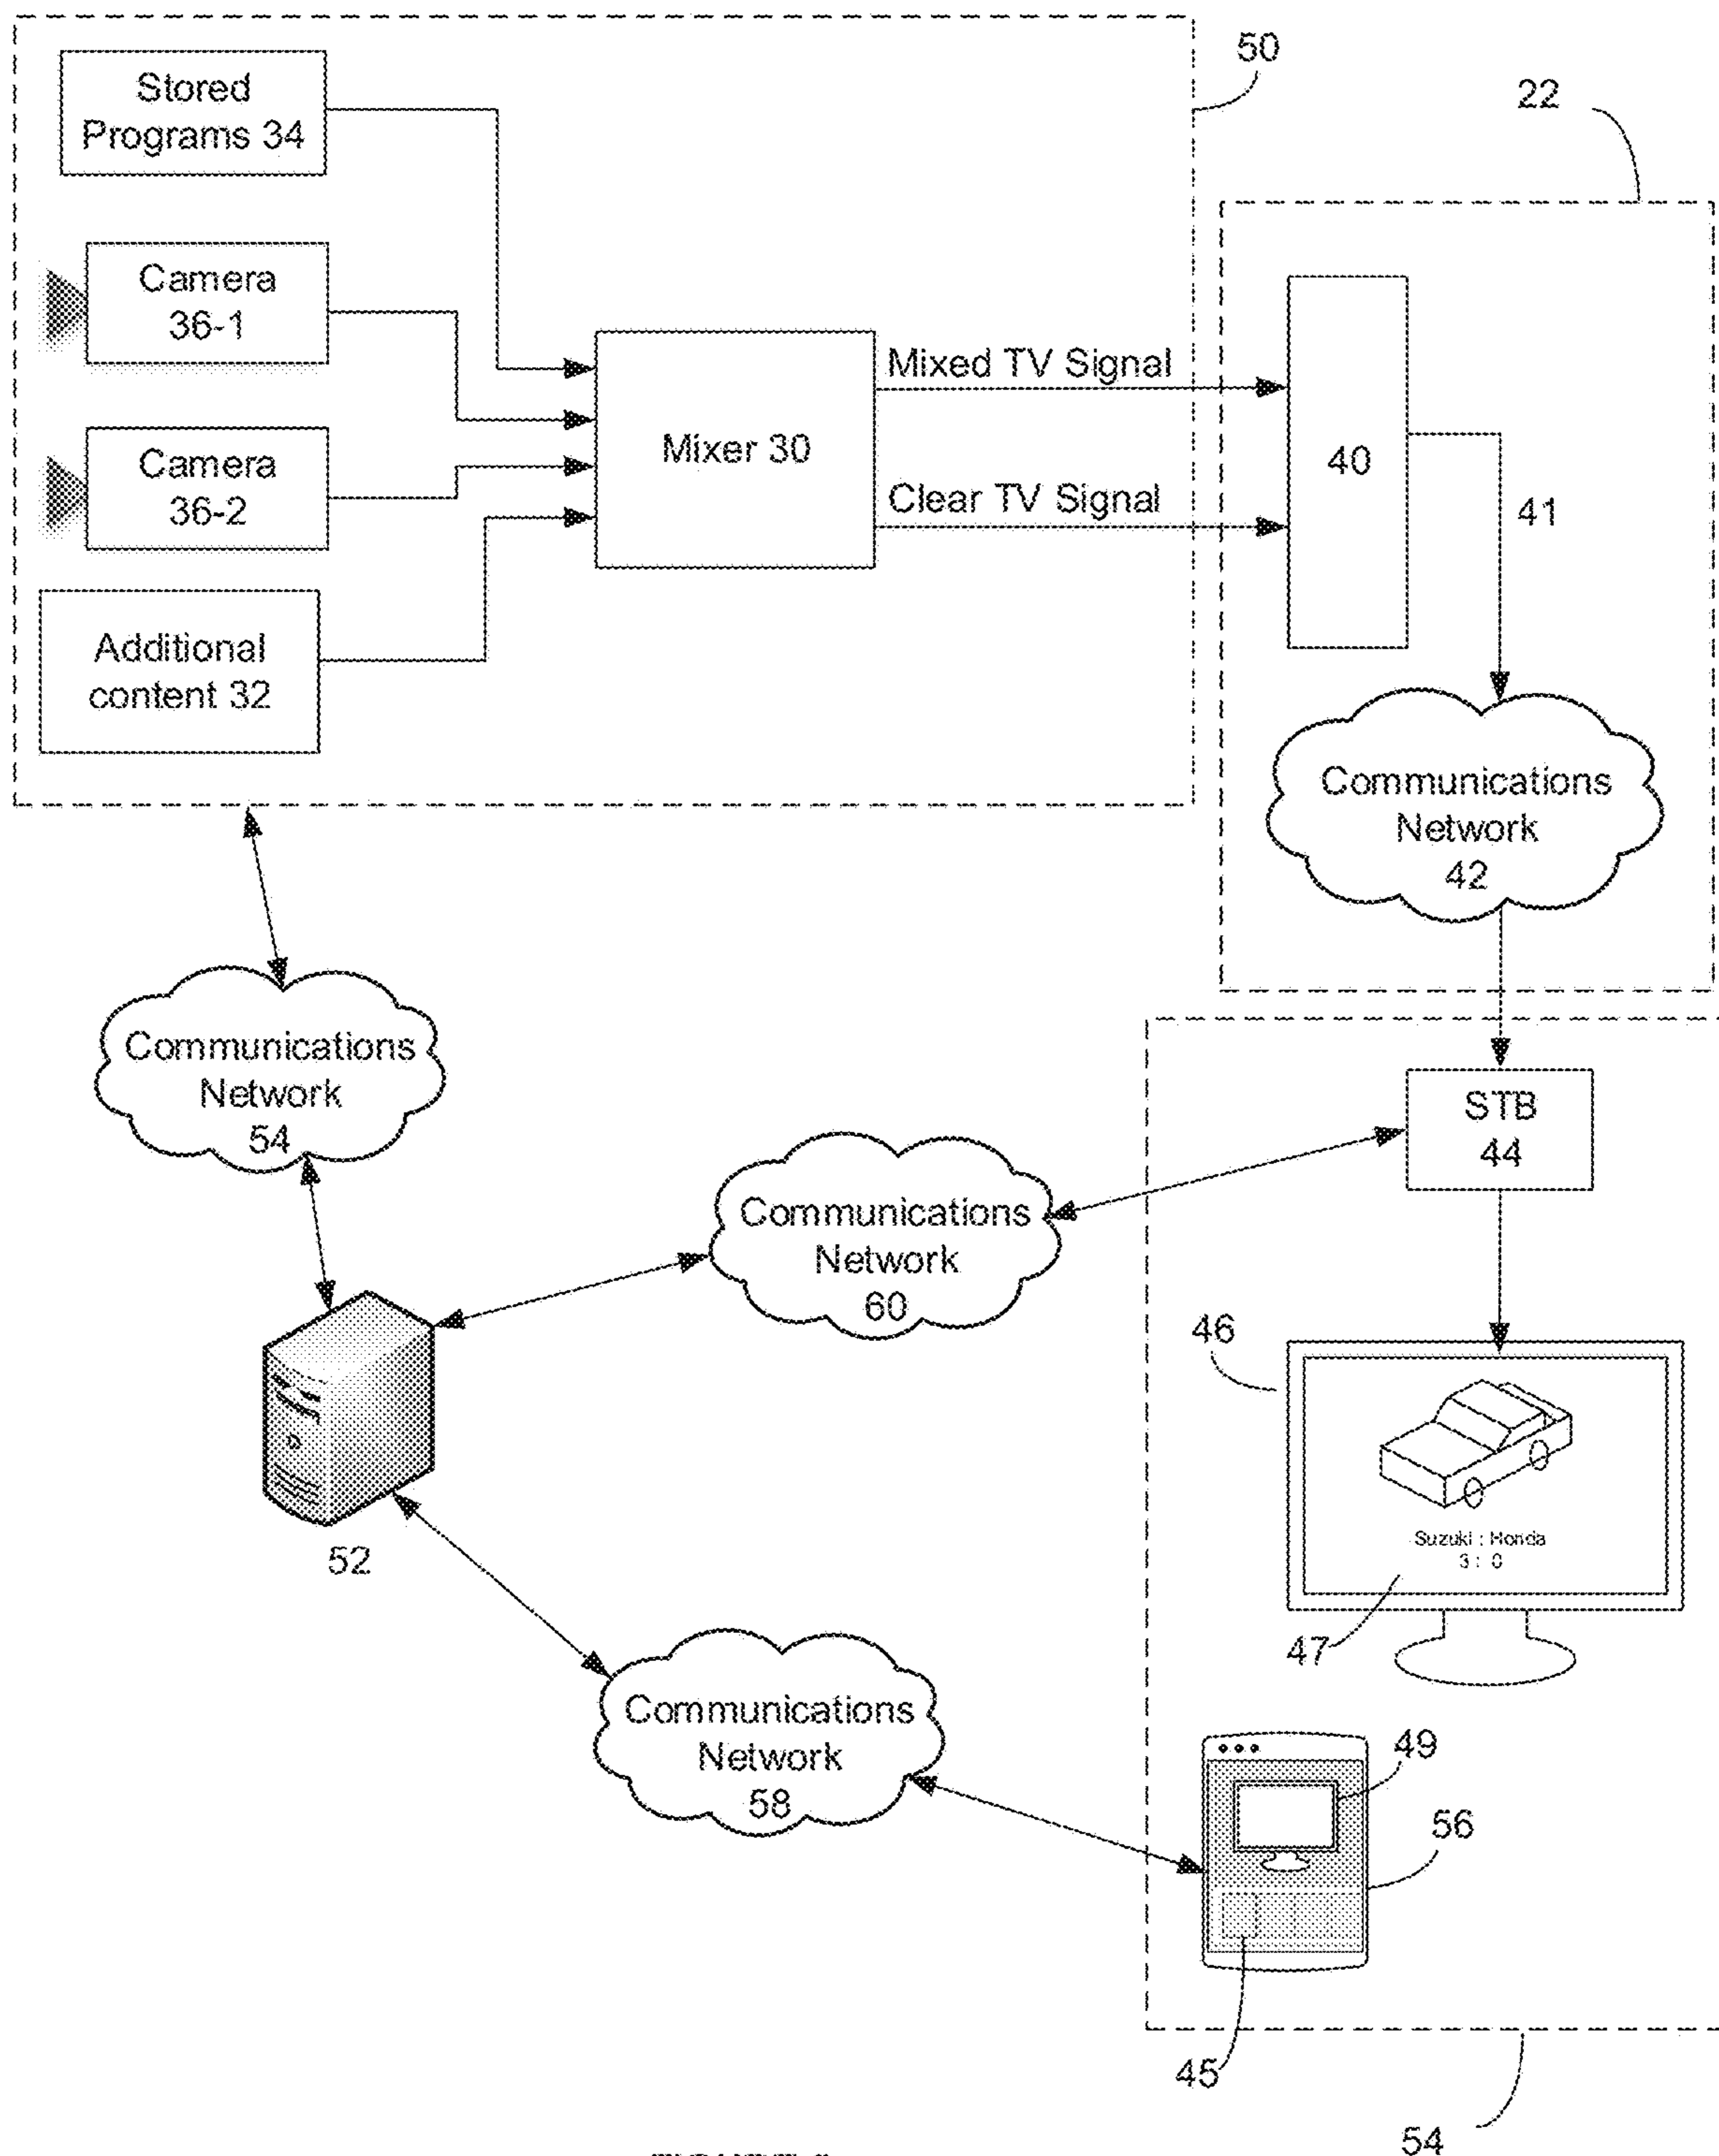 50
22
Stored
Programs 34
Camera
36-1
Camera
36-2
Additional
content 32
Mixer 30
Mixed TV Signal
Clear TV Signal
40
41
Communications
Network
42
Communications
Network
54
STB
44
Communications
Network
60
46
Suzuki : Honda
3 : 0
47
52
Communications
Network
58
49
56
45
54